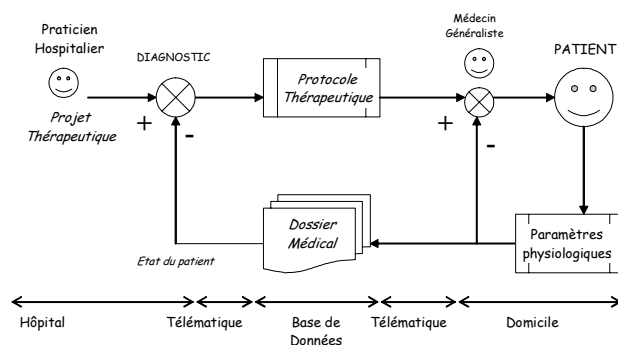 Praticien
Hospitalier
DIAGNOSTIC
Médecin
Généraliste
PATIENT
Projet
Thérapeutique
Protocole
Thérapeutique
+
-
+
-
Dossier
Médical
Etat du patient
Paramètres
physiologiques
Hôpital
Télématique
Base de
Données
Télématique
Domicile